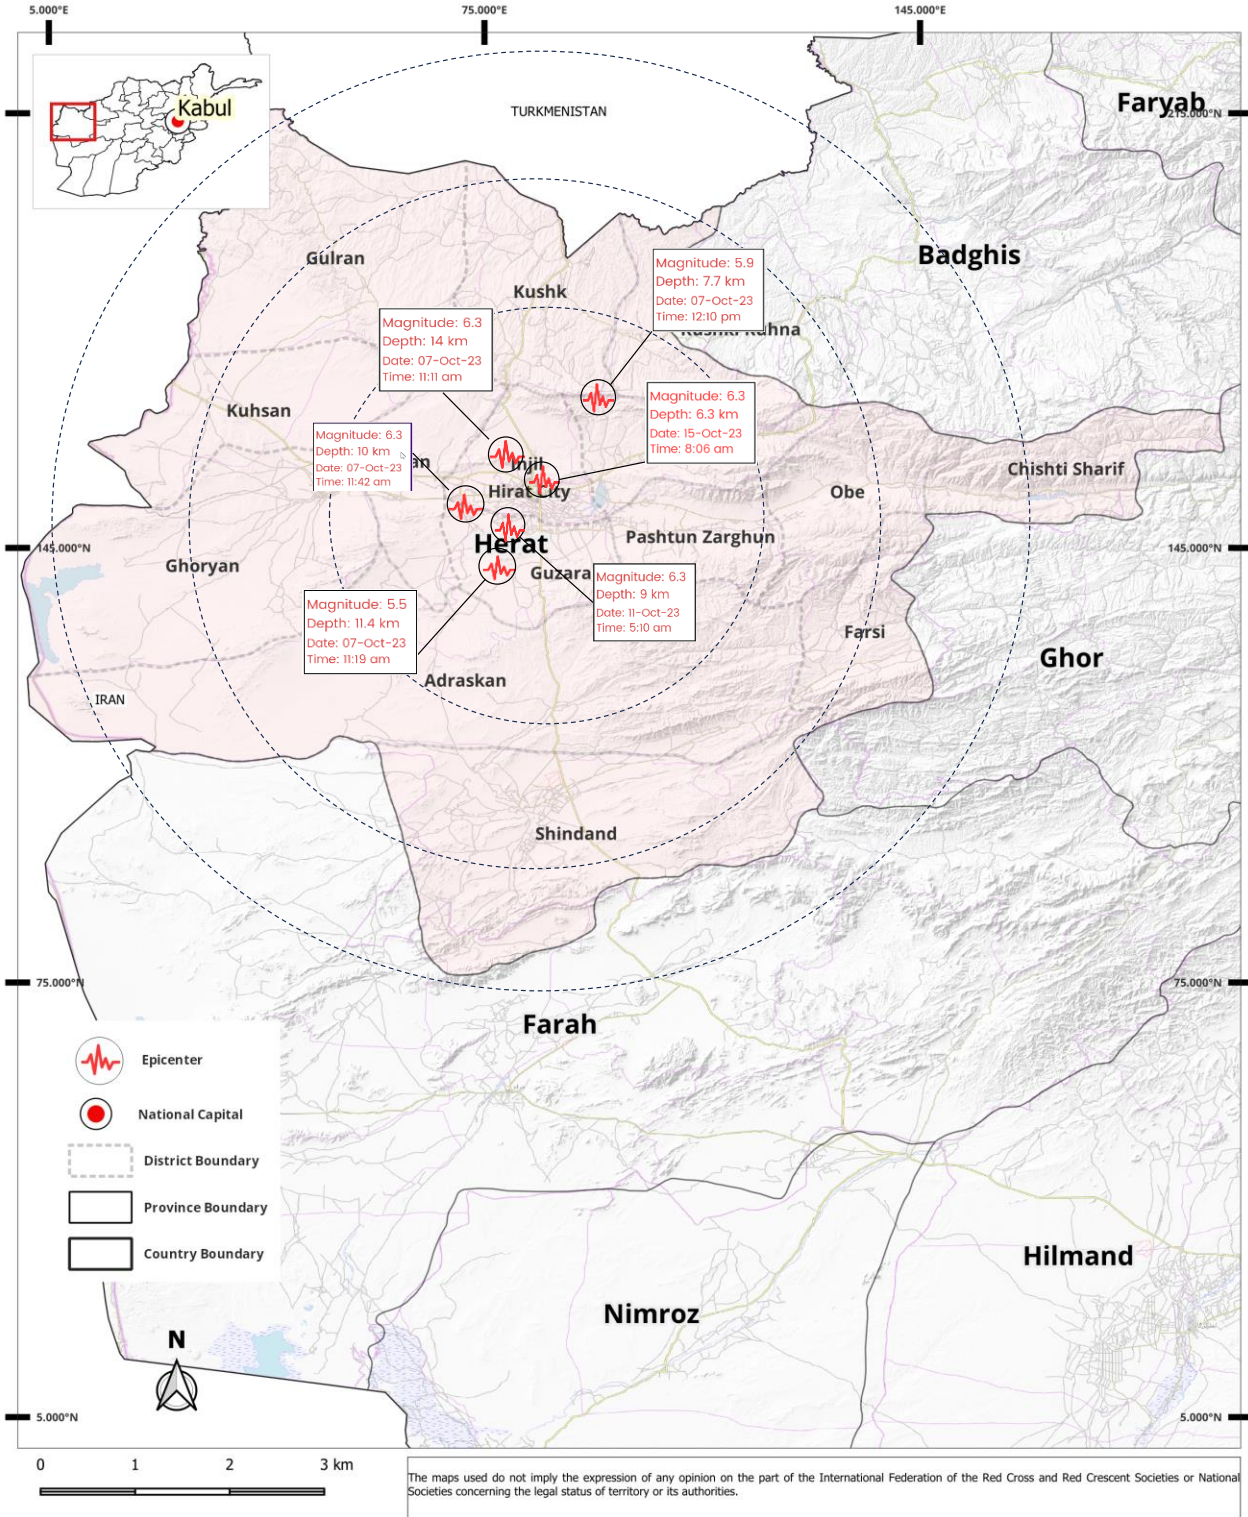 5.000°E
75.000°E
145.000°E
Kabul
TURKMENISTAN
Faryab
215.000°N
Badghis
Gulran
Kushk
Magnitude: 5.9
Depth: 7.7 km
Date: 07-Oct-23
Time: 12:10 pm
Magnitude: 6.3
Depth: 14 km
Date: 07-Oct-23
Time: 11:11 am
Magnitude: 6.3
Depth: 6.3 km
Date: 15-Oct-23
Time: 8:06 am
Kuhsan
Magnitude: 6.3
Depth: 10 km
Date: 07-Oct-23
Time: 11:42 am
Injil
Hirat City
Obe
Chishti Sharif
145.000°N
Herat
Pashtun Zarghun
145.000°N
Ghoryan
Guzara
Magnitude: 6.3
Depth: 9 km
Date: 11-Oct-23
Time: 5:10 am
Magnitude: 5.5
Depth: 11.4 km
Date: 07-Oct-23
Time: 11:19 am
Farsi
Ghor
Adraskan
IRAN
Shindand
75.000°N
75.000°N
Farah
Epicenter
National Capital
District Boundary
Province Boundary
Country Boundary
Hilmand
Nimroz
N
5.000°N
5.000°N
0 1 2 3 km
The maps used do not imply the expression of any opinion on the part of the International Federation of the Red Cross and Red Crescent Societies or National
Societies concerning the legal status of territory or its authorities.